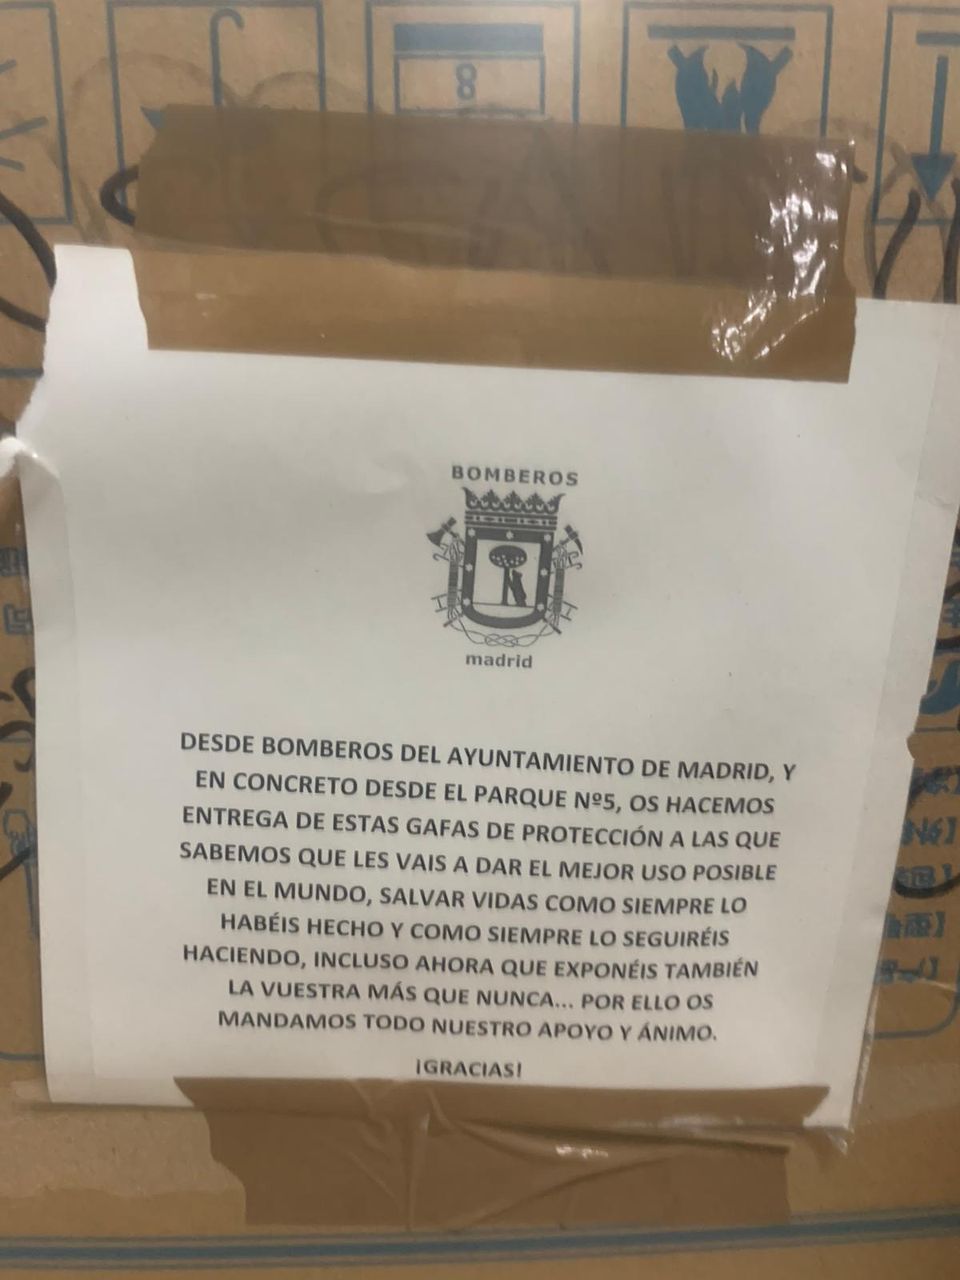 8
BOMBEROS
madrid
DESDE BOMBEROS DEL AYUNTAMIENTO DE MADRID, Y
EN CONCRETO DESDE EL PARQUE Nº5, OS HACEMOS
ENTREGA DE ESTAS GAFAS DE PROTECCIÓN A LAS QUE
SABEMOS QUE LES VAIS A DAR EL MEJOR USO POSIBLE
EN EL MUNDO, SALVAR VIDAS COMO SIEMPRE LO
HABÉIS HECHO Y COMO SIEMPRE LO SEGUIRÉIS
HACIENDO, INCLUSO AHORA QUE EXPONÉIS TAMBIÉN
LA VUESTRA MÁS QUE NUNCA... POR ELLO OS
MANDAMOS TODO NUESTRO APOYO Y ÁNIMO.
¡GRACIAS!